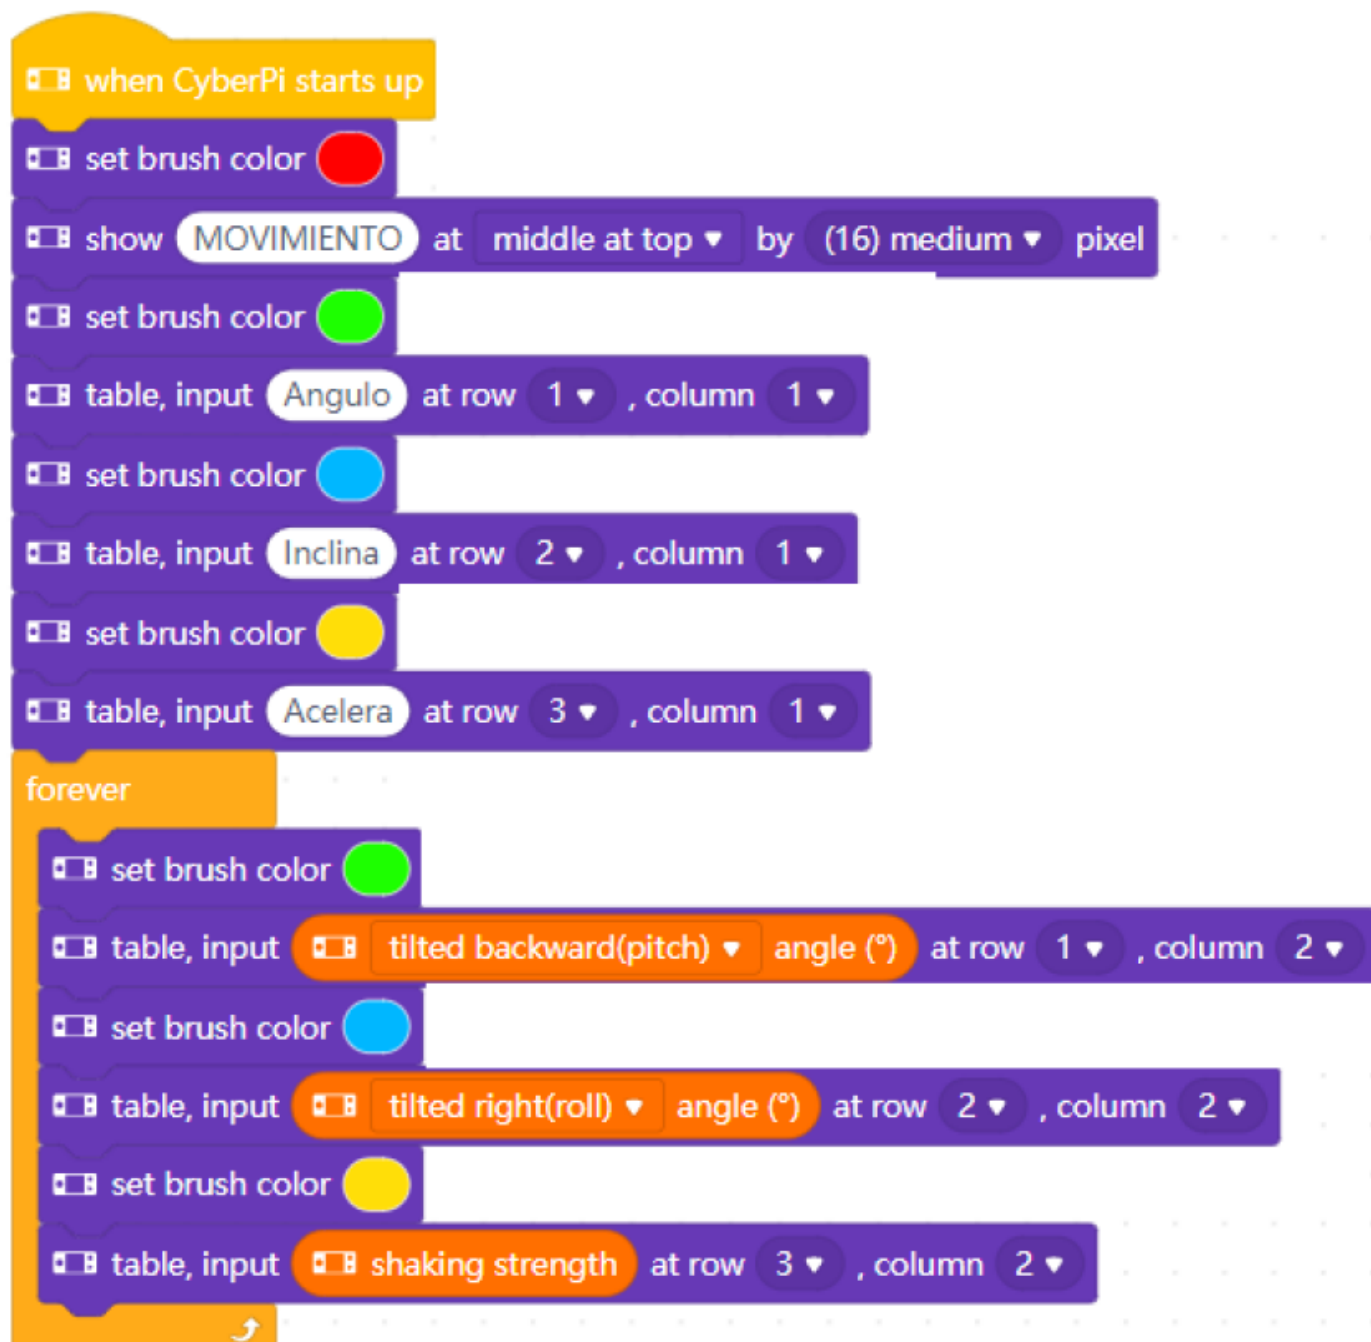 when CyberPi starts up
set brush color
show MOVIMIENTO at middle at top by (16) medium pixel
set brush color
table, input Angulo at row 1 , column 1
set brush color
table, input Inclina at row 2 , column 1
set brush color
table, input Acelera at row 3 , column 1
forever
set brush color
table, input tilted backward(pitch) angle (°) at row 1 , column 2
set brush color
table, input tilted right(roll) angle (°) at row 2 , column 2
set brush color
table, input shaking strength at row 3 , column 2